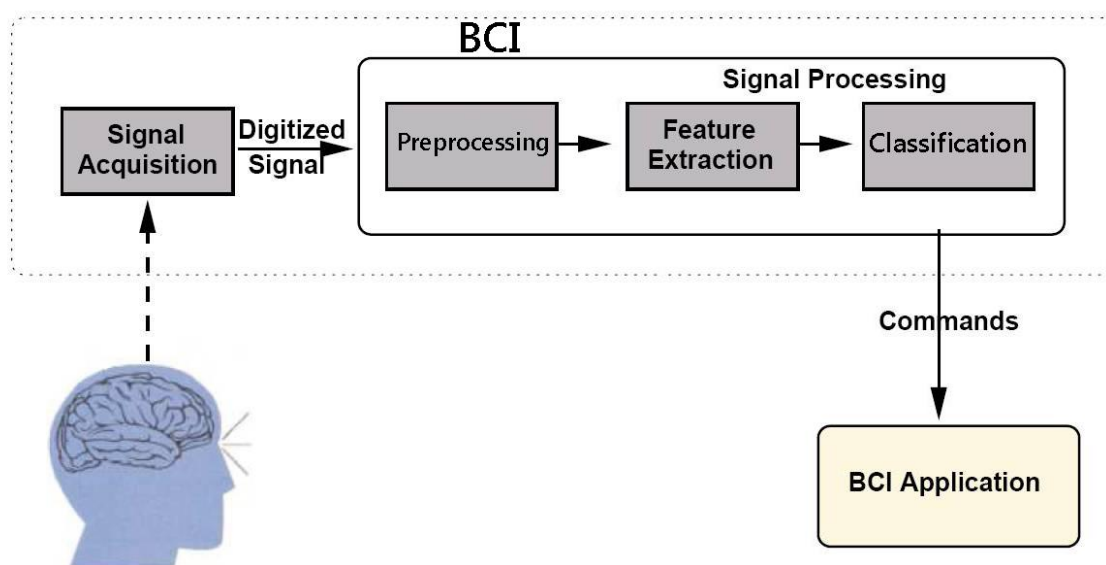 BCI
Signal Processing
Signal
Acquisition
Digitized
Signal
Preprocessing
Feature
Extraction
Classification
Commands
BCI Application